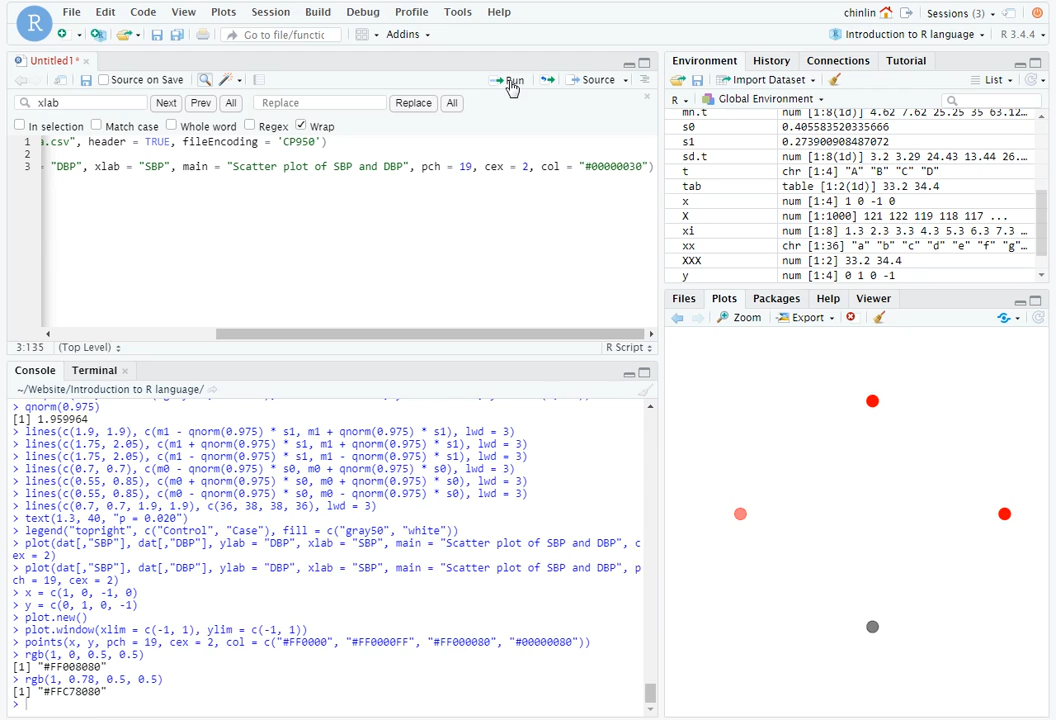 File Edit Code View Plots Session Build Debug Profile Tools Help chinlin Sessions (3)
R
Go to file/functic Addins Introduction to R language R 3.4.4
Untitled1*
Source on Save Run Source
xlab Next Prev All Replace Replace All
In selection Match case Whole word Regex Wrap
1 a.csv", header = TRUE, fileEncoding = 'CP950')
2
3 = "DBP", xlab = "SBP", main = "Scatter plot of SBP and DBP", pch = 19, cex = 2, col = "#00000030")
3:135 (Top Level) R Script
Console Terminal
~/Website/Introduction to R language/
> qnorm(0.975)
[1] 1.959964
> lines(c(1.9, 1.9), c(m1 - qnorm(0.975) * s1, m1 + qnorm(0.975) * s1), lwd = 3)
> lines(c(1.75, 2.05), c(m1 + qnorm(0.975) * s1, m1 + qnorm(0.975) * s1), lwd = 3)
> lines(c(1.75, 2.05), c(m1 - qnorm(0.975) * s1, m1 - qnorm(0.975) * s1), lwd = 3)
> lines(c(0.7, 0.7), c(m0 - qnorm(0.975) * s0, m0 + qnorm(0.975) * s0), lwd = 3)
> lines(c(0.55, 0.85), c(m0 + qnorm(0.975) * s0, m0 + qnorm(0.975) * s0), lwd = 3)
> lines(c(0.55, 0.85), c(m0 - qnorm(0.975) * s0, m0 - qnorm(0.975) * s0), lwd = 3)
> lines(c(0.7, 0.7, 1.9, 1.9), c(36, 38, 38, 36), lwd = 3)
> text(1.3, 40, "p = 0.020")
> legend("topright", c("Control", "Case"), fill = c("gray50", "white"))
> plot(dat[,"SBP"], dat[,"DBP"], ylab = "DBP", xlab = "SBP", main = "Scatter plot of SBP and DBP", c
ex = 2)
> plot(dat[,"SBP"], dat[,"DBP"], ylab = "DBP", xlab = "SBP", main = "Scatter plot of SBP and DBP", p
ch = 19, cex = 2)
> x = c(1, 0, -1, 0)
> y = c(0, 1, 0, -1)
> plot.new()
> plot.window(xlim = c(-1, 1), ylim = c(-1, 1))
> points(x, y, pch = 19, cex = 2, col = c("#FF0000", "#FF0000FF", "#FF000080", "#00000080"))
> rgb(1, 0, 0.5, 0.5)
[1] "#FF008080"
> rgb(1, 0.78, 0.5, 0.5)
[1] "#FFC78080"
>
Environment History Connections Tutorial
Import Dataset List
R Global Environment
mn.t num [1:8(1d)] 4.62 7.62 25.25 35 63.12...
s0 0.405583520335666
s1 0.273900908487072
sd.t num [1:8(1d)] 3.2 3.29 24.43 13.44 26...
t chr [1:4] "A" "B" "C" "D"
tab table [1:2(1d)] 33.2 34.4
x num [1:4] 1 0 -1 0
X num [1:1000] 121 122 119 118 117 ...
xi num [1:8] 1.3 2.3 3.3 4.3 5.3 6.3 7.3 ...
xx chr [1:36] "a" "b" "c" "d" "e" "f" "g"...
XXX num [1:2] 33.2 34.4
y num [1:4] 0 1 0 -1
Files Plots Packages Help Viewer
Zoom Export